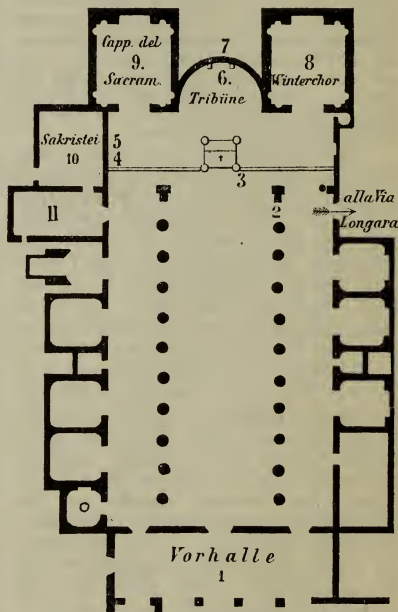 Capp. del
9.
Sacram.
7
6.
Tribüne
8
Winterchor
Sakristei
10
5
4
3
11
2
alla Via
Longara
Vorhalle
1